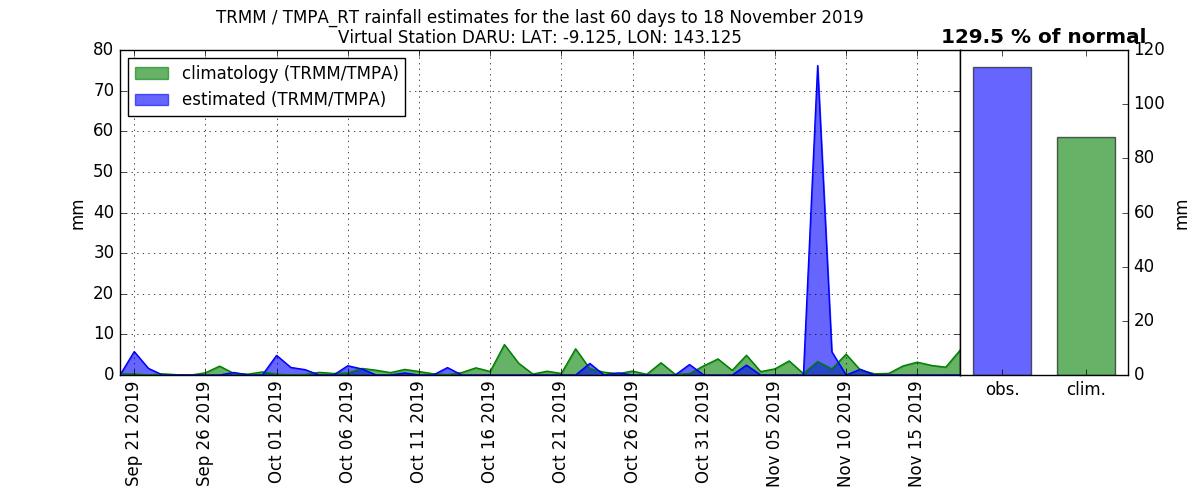 TRMM / TMPA_RT rainfall estimates for the last 60 days to 18 November 2019
Virtual Station DARU: LAT: -9.125, LON: 143.125
129.5 % of normal
climatology (TRMM/TMPA)
estimated (TRMM/TMPA)
80
70
60
50
40
30
20
10
0
mm
120
100
80
60
40
20
0
mm
Sep 21 2019
Sep 26 2019
Oct 01 2019
Oct 06 2019
Oct 11 2019
Oct 16 2019
Oct 21 2019
Oct 26 2019
Oct 31 2019
Nov 05 2019
Nov 10 2019
Nov 15 2019
obs.
clim.